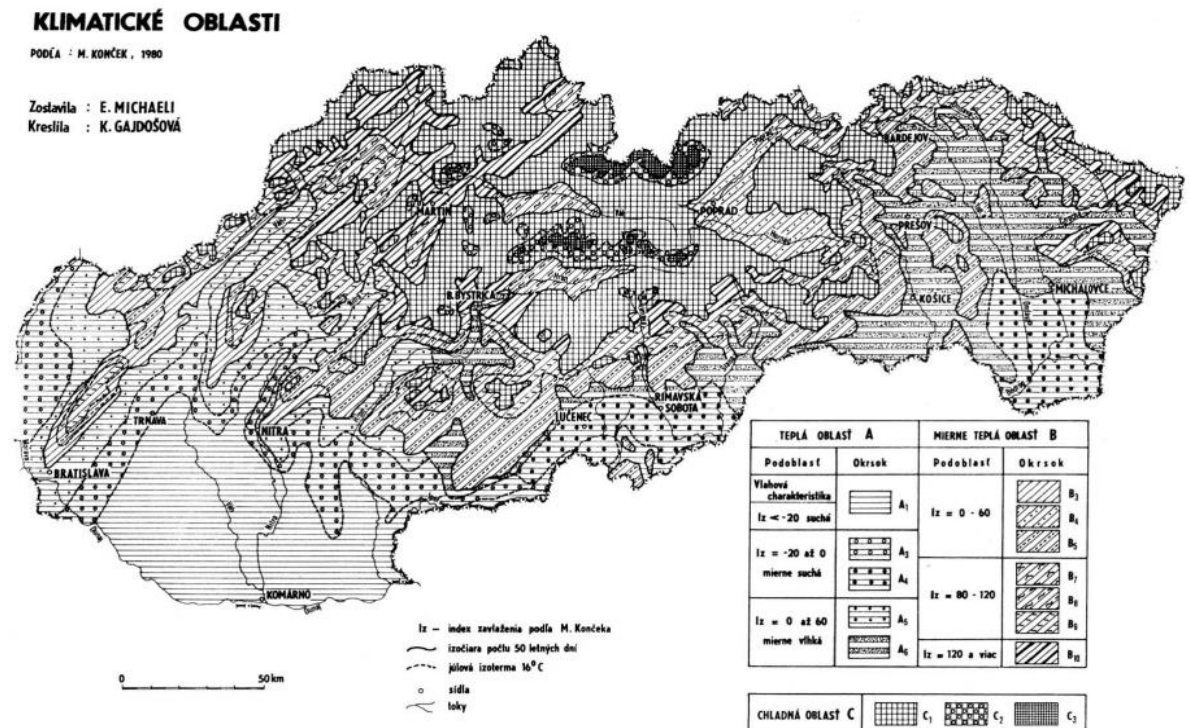 KLIMATICKÉ OBLASTI
PODĽA : M. KONČEK, 1980
Zostavila : E. MICHAELI
Kreslila : K. GAJDOŠOVÁ
BARDEJOV
MARTIN
POPRAD
PREŠOV
B. BYSTRICA
KOŠICE
MICHALOVCE
RIMAVSKÁ
SOBOTA
LUČENEC
TRNAVA
NITRA
BRATISLAVA
KOMÁRNO
TEPLÁ OBLASŤ A
MIERNE TEPLÁ OBLASŤ B
Podoblasť
Okrsok
Podoblasť
Okrsok
Vlahová
charakteristika
A1
Iz < -20 suchá
Iz = -20 až 0
mierne suchá
A3
A4
Iz = 0 až 60
mierne vlhká
A5
A6
Iz = 0 - 60
B3
B4
B5
Iz = 80 - 120
B7
B8
B9
Iz = 120 a viac
B10
CHLADNÁ OBLASŤ C
C1
C2
C3
Iz – index zavlaženia podľa M. Končeka
izočiara počtu 50 letných dní
júlová izoterma 16°C
sídla
toky
0
50km